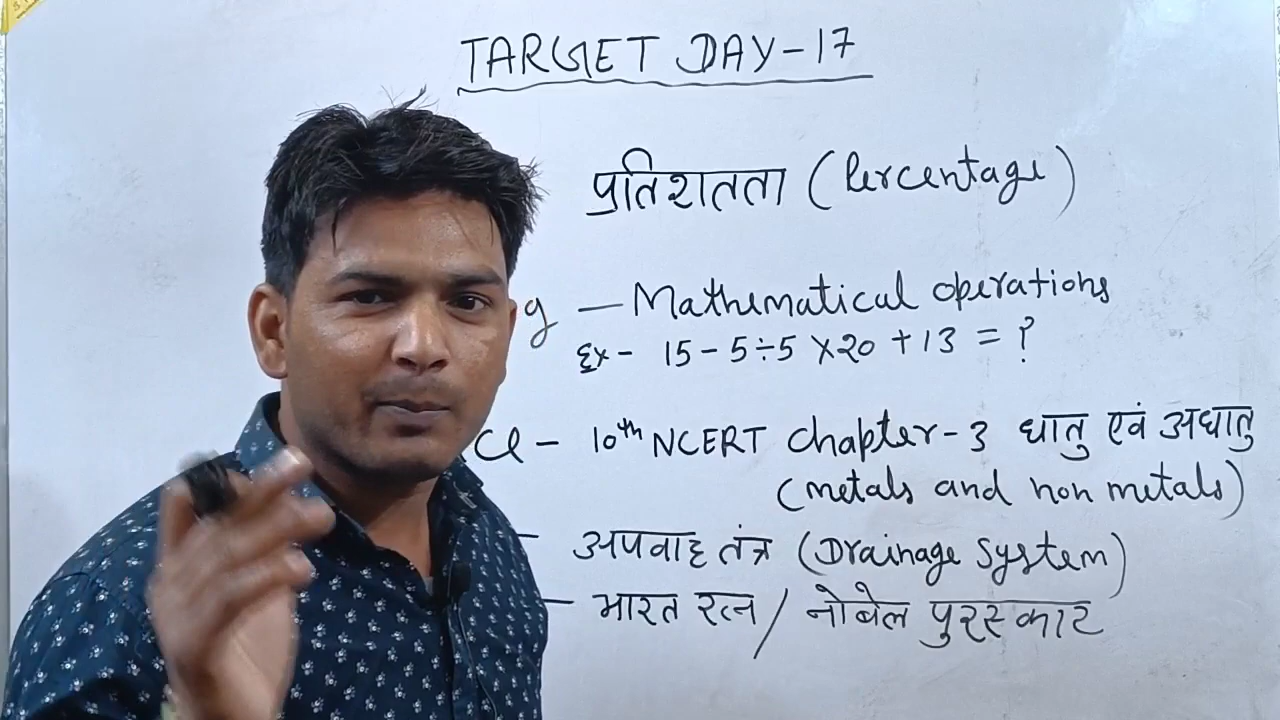 TARGET DAY-17
प्रतिशतता (Percentage)
g - Mathematical operations
Ex - 15 - 5 ÷ 5 × 20 + 13 = ?
ce - 10th NCERT chapter-3 धातु एवं अधातु
(metals and non metals)
- अपवाह तंत्र (Drainage System)
- भारत रत्न / नोबेल पुरस्कार